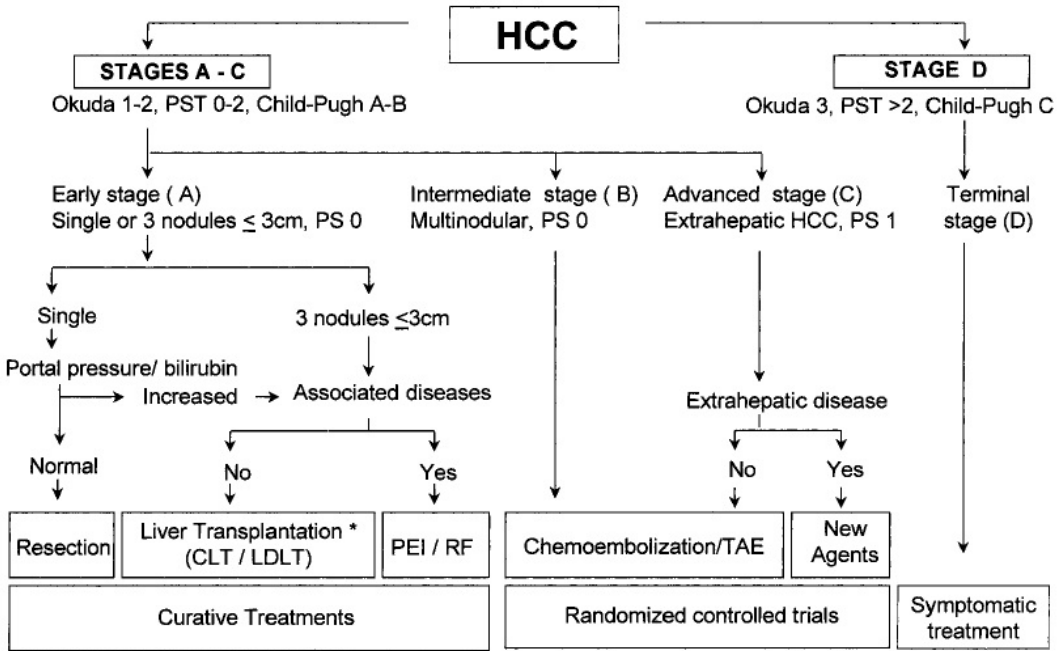 HCC
STAGES A - C
Okuda 1-2, PST 0-2, Child-Pugh A-B
STAGE D
Okuda 3, PST >2, Child-Pugh C
Early stage ( A)
Single or 3 nodules ≤ 3cm, PS 0
Intermediate stage ( B)
Multinodular, PS 0
Advanced stage (C)
Extrahepatic HCC, PS 1
Terminal
stage (D)
Single
3 nodules ≤3cm
Portal pressure/ bilirubin
Increased
Associated diseases
Extrahepatic disease
Normal
No
Yes
No
Yes
Resection
Liver Transplantation *
(CLT / LDLT)
PEI / RF
Chemoembolization/TAE
New
Agents
Curative Treatments
Randomized controlled trials
Symptomatic
treatment